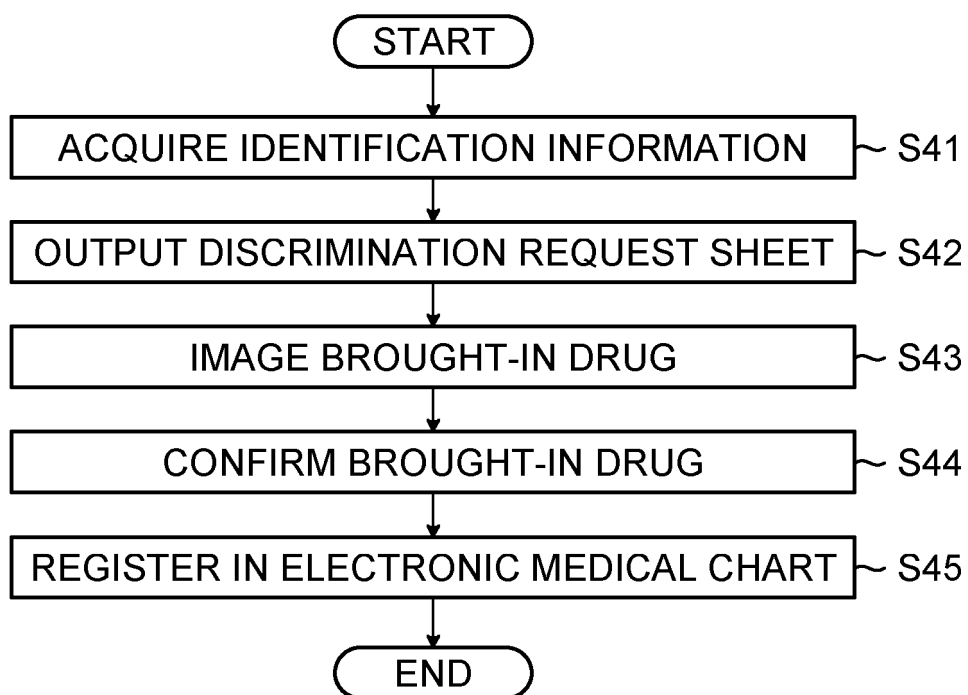 START
ACQUIRE IDENTIFICATION INFORMATION ~ S41
OUTPUT DISCRIMINATION REQUEST SHEET ~ S42
IMAGE BROUGHT-IN DRUG ~ S43
CONFIRM BROUGHT-IN DRUG ~ S44
REGISTER IN ELECTRONIC MEDICAL CHART ~ S45
END